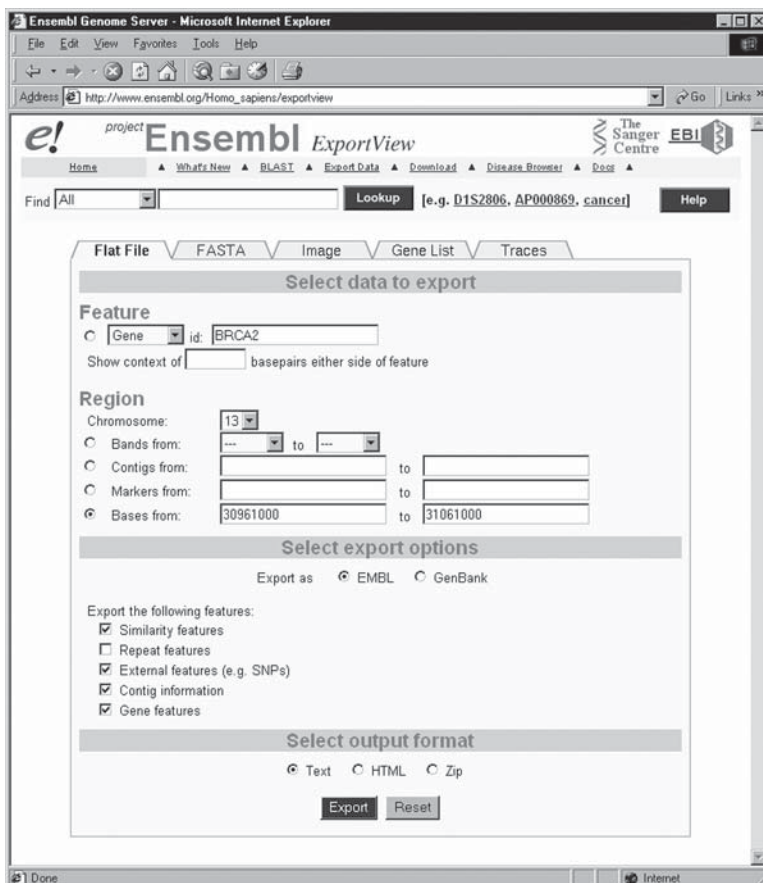 Ensembl Genome Server - Microsoft Internet Explorer
File Edit View Favorites Tools Help
Address http://www.ensembl.org/Homo_sapiens/exportview Go Links »
e! project Ensembl ExportView The Sanger Centre EBI
Home What's New BLAST Export Data Download Disease Browser Docs
Find All Lookup [e.g. D1S2806, AP000869, cancer] Help
Flat File FASTA Image Gene List Traces
Select data to export
Feature
Gene id: BRCA2
Show context of basepairs either side of feature
Region
Chromosome: 13
Bands from: --- to ---
Contigs from: to
Markers from: to
Bases from: 30961000 to 31061000
Select export options
Export as EMBL GenBank
Export the following features:
Similarity features
Repeat features
External features (e.g. SNPs)
Contig information
Gene features
Select output format
Text HTML Zip
Export Reset
Done Internet